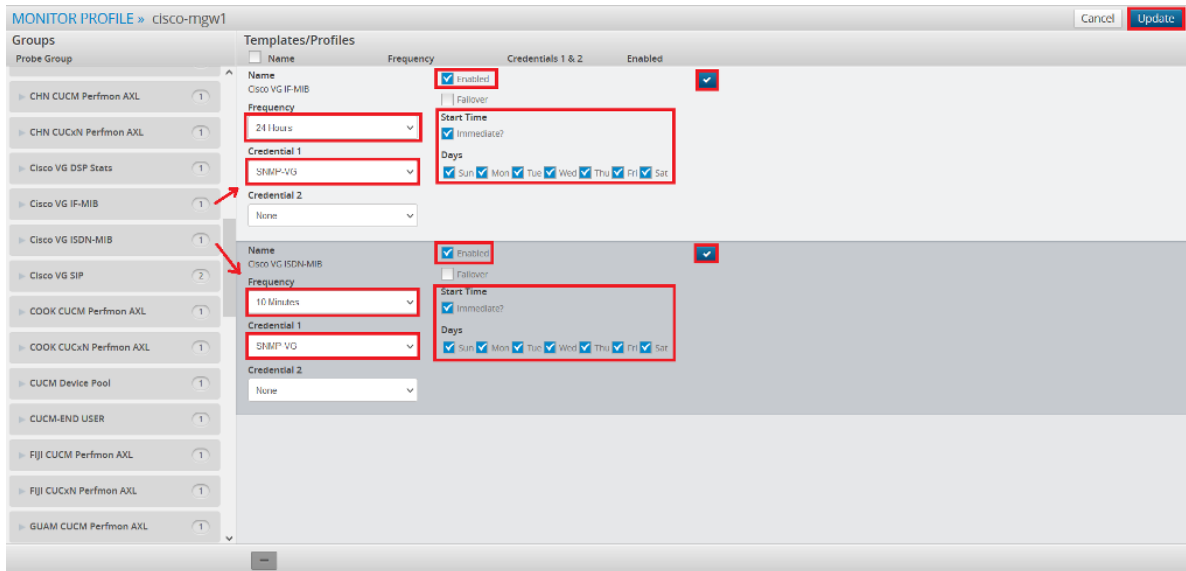 MONITOR PROFILE » cisco-mgw1
Cancel
Update
Groups
Templates/Profiles
Probe Group
Name Frequency Credentials 1 & 2 Enabled
CHN CUCM Perfmon AXL 1
CHN CUCxN Perfmon AXL 1
Cisco VG DSP Stats 1
Cisco VG IF-MIB 1
Cisco VG ISDN-MIB 1
Cisco VG SIP 2
COOK CUCM Perfmon AXL 1
COOK CUCxN Perfmon AXL 1
CUCM Device Pool 1
CUCM-END USER 1
FIJI CUCM Perfmon AXL 1
FIJI CUCxN Perfmon AXL 1
GUAM CUCM Perfmon AXL 1
Name
Cisco VG IF-MIB
Frequency
24 Hours
Credential 1
SNMP-VG
Credential 2
None
Enabled
Failover
Start Time
Immediate?
Days
Sun Mon Tue Wed Thu Fri Sat
Name
Cisco VG ISDN-MIB
Frequency
10 Minutes
Credential 1
SNMP-VG
Credential 2
None
Enabled
Failover
Start Time
Immediate?
Days
Sun Mon Tue Wed Thu Fri Sat